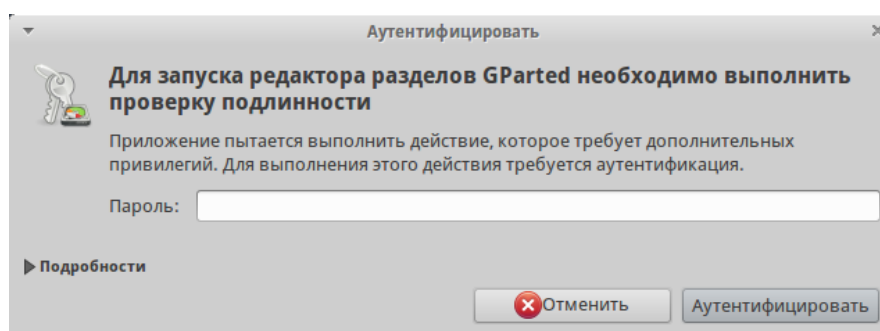 Аутентифицировать
Для запуска редактора разделов GParted необходимо выполнить
проверку подлинности
Приложение пытается выполнить действие, которое требует дополнительных
привилегий. Для выполнения этого действия требуется аутентификация.
Пароль:
Подробности
Отменить
Аутентифицировать